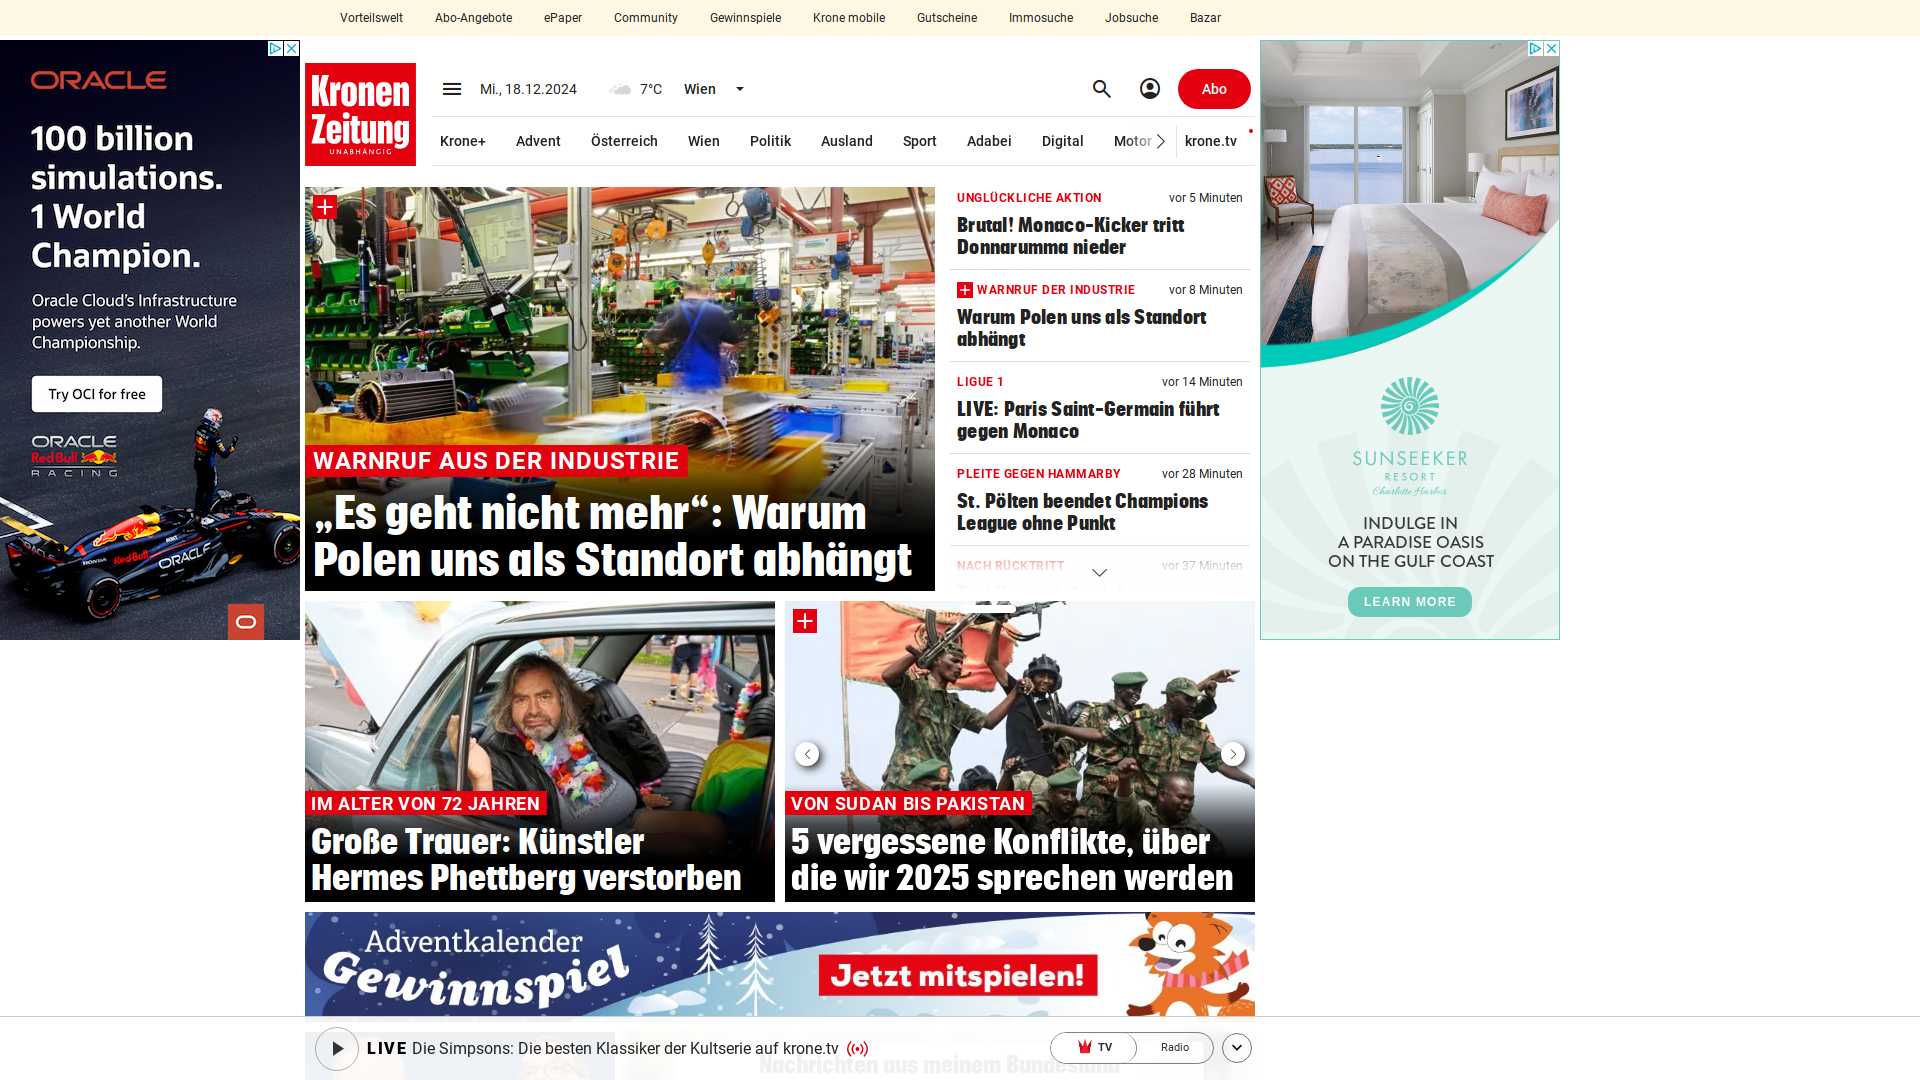 Vorteilswelt Abo-Angebote ePaper Community Gewinnspiele Krone mobile Gutscheine Immosuche Jobsuche Bazar
ORACLE
100 billion
simulations.
1 World
Champion.
Oracle Cloud's Infrastructure
powers yet another World
Championship.
Try OCI for free
ORACLE
Red Bull
RACING
Kronen
Zeitung
UNABHÄNGIG
Mi., 18.12.2024 7°C Wien
Abo
Krone+ Advent Österreich Wien Politik Ausland Sport Adabei Digital Motor krone.tv
WARNRUF AUS DER INDUSTRIE
„Es geht nicht mehr“: Warum
Polen uns als Standort abhängt
UNGLÜCKLICHE AKTION vor 5 Minuten
Brutal! Monaco-Kicker tritt
Donnarumma nieder
WARNRUF DER INDUSTRIE vor 8 Minuten
Warum Polen uns als Standort
abhängt
LIGUE 1 vor 14 Minuten
LIVE: Paris Saint-Germain führt
gegen Monaco
PLEITE GEGEN HAMMARBY vor 28 Minuten
St. Pölten beendet Champions
League ohne Punkt
NACH RÜCKTRITT vor 37 Minuten
IM ALTER VON 72 JAHREN
Große Trauer: Künstler
Hermes Phettberg verstorben
VON SUDAN BIS PAKISTAN
5 vergessene Konflikte, über
die wir 2025 sprechen werden
SUNSEEKER
RESORT
Charlotte Harbor
INDULGE IN
A PARADISE OASIS
ON THE GULF COAST
LEARN MORE
Adventkalender
Gewinnspiel
Jetzt mitspielen!
LIVE Die Simpsons: Die besten Klassiker der Kultserie auf krone.tv
TV Radio
Nachrichten aus meinem Bundesland